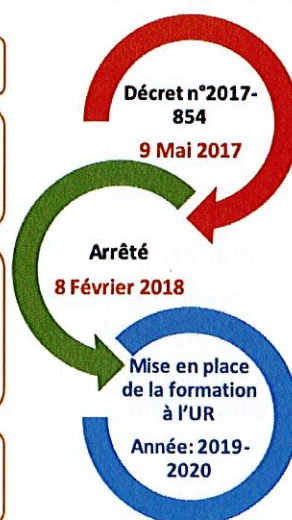 Décret n°2017-
854
9 Mai 2017
Arrêté
8 Février 2018
Mise en place
de la formation
à l'UR
Année: 2019-
2020